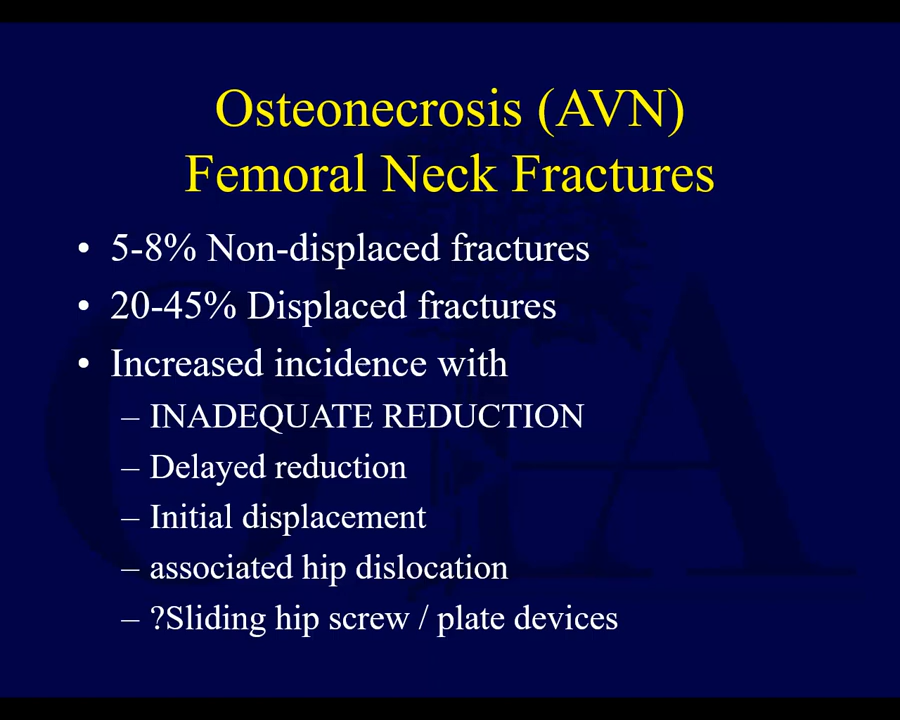 Osteonecrosis (AVN)
Femoral Neck Fractures
• 5-8% Non-displaced fractures
• 20-45% Displaced fractures
• Increased incidence with
– INADEQUATE REDUCTION
– Delayed reduction
– Initial displacement
– associated hip dislocation
– ?Sliding hip screw / plate devices
OTA